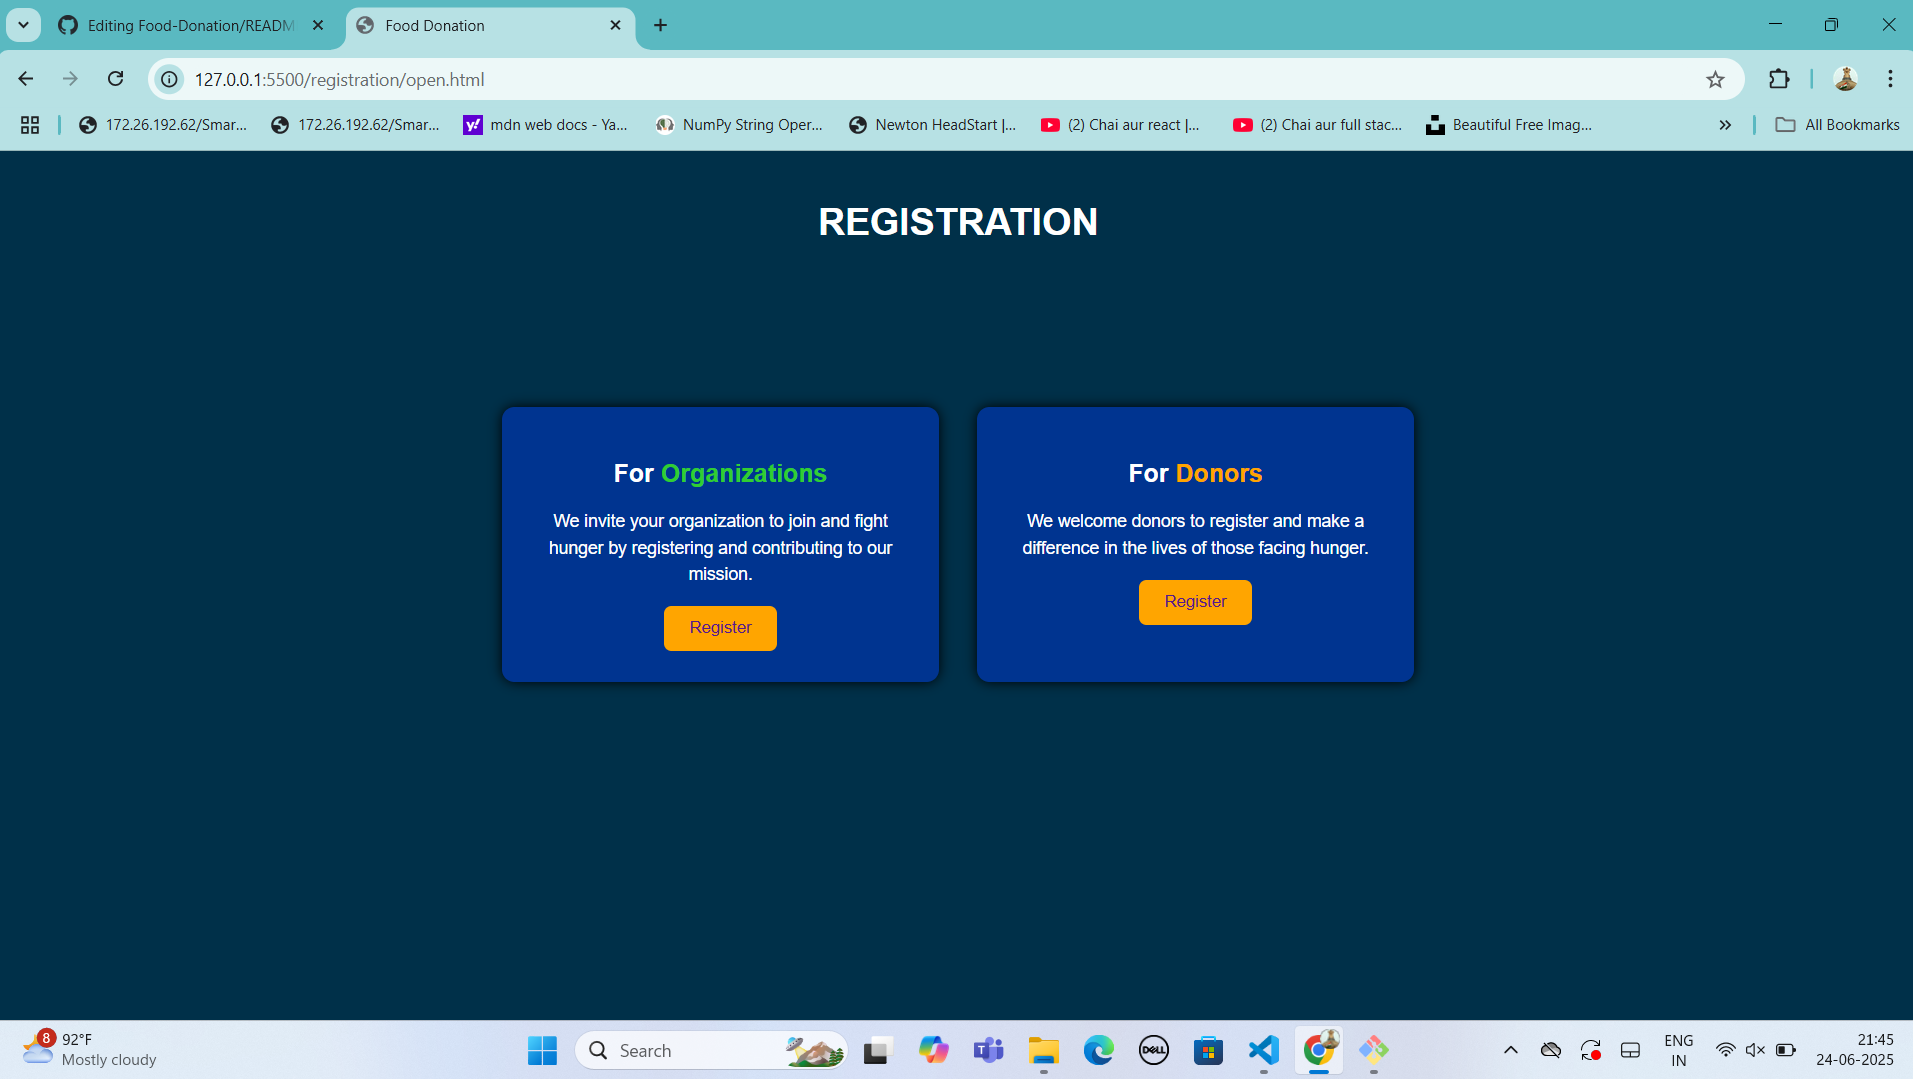 Editing Food-Donation/READM
Food Donation
127.0.0.1:5500/registration/open.html
172.26.192.62/Smar...
172.26.192.62/Smar...
y!
mdn web docs - Ya...
NumPy String Oper...
Newton HeadStart |...
(2) Chai aur react |...
(2) Chai aur full stac...
Beautiful Free Imag...
All Bookmarks
REGISTRATION
For Organizations
We invite your organization to join and fight
hunger by registering and contributing to our
mission.
Register
For Donors
We welcome donors to register and make a
difference in the lives of those facing hunger.
Register
8
92°F
Mostly cloudy
Search
T
DELL
ENG
IN
21:45
24-06-2025